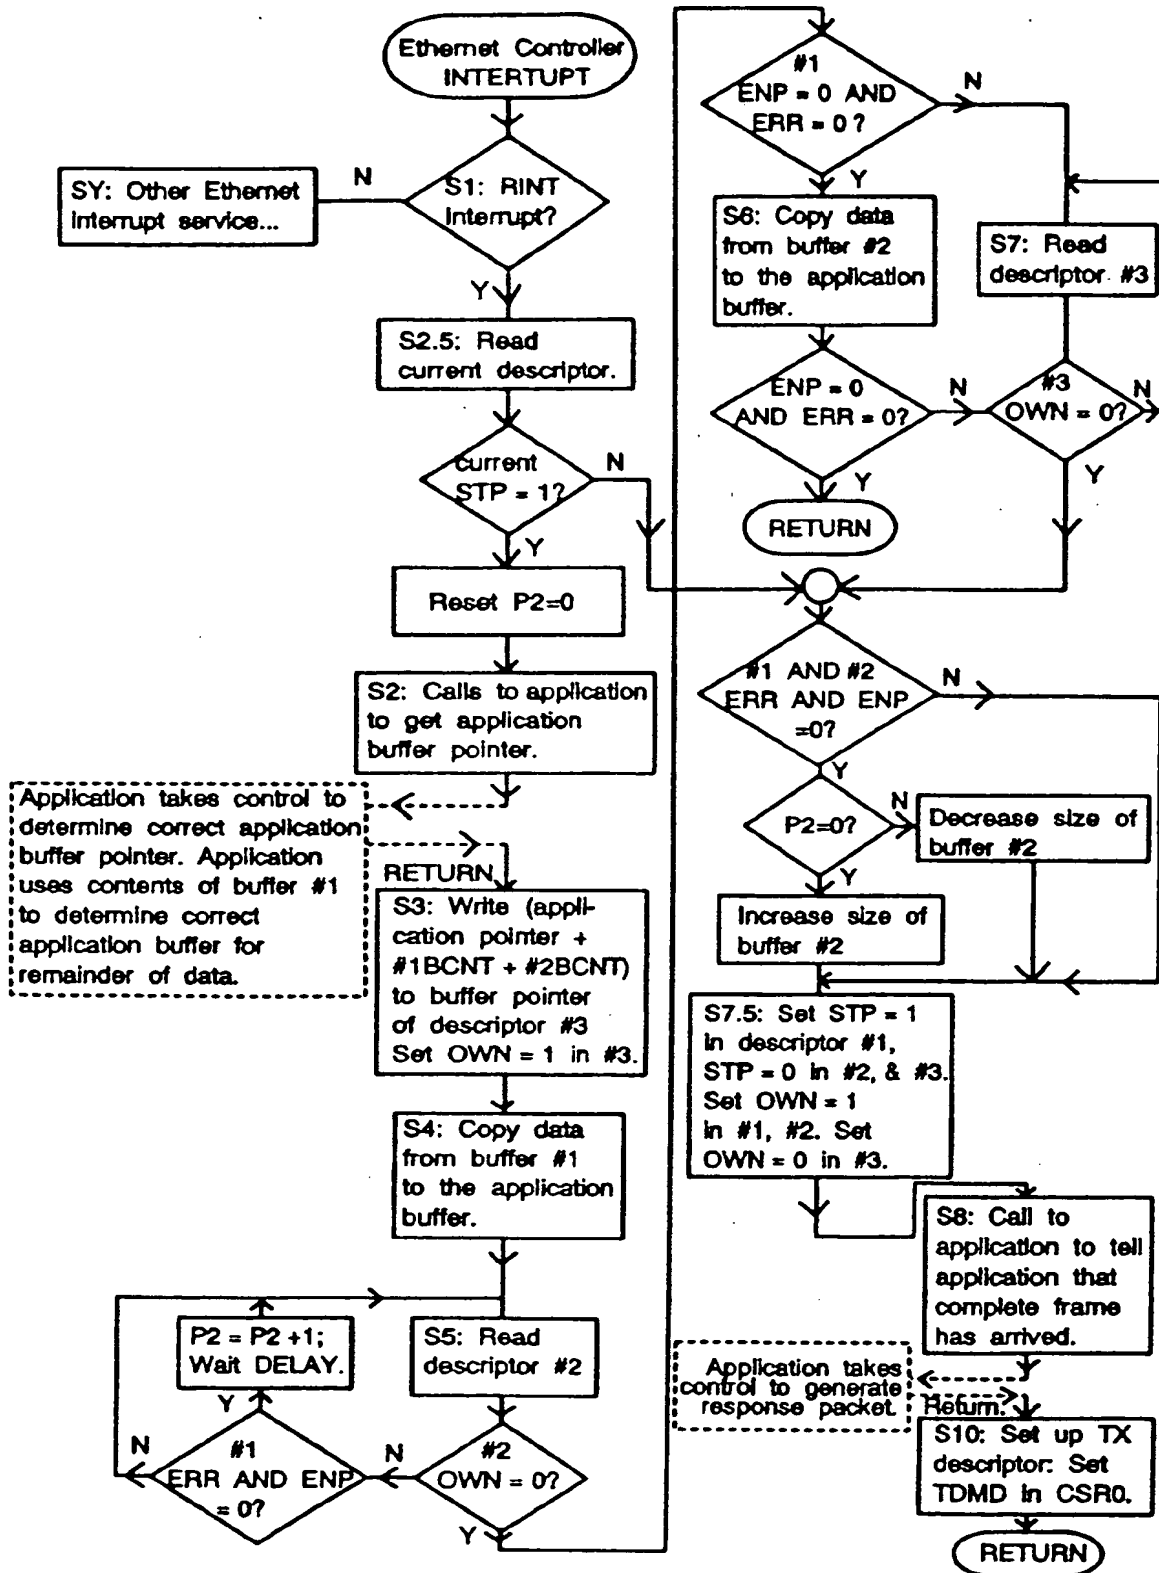 Ethernet Controller
INTERTUPT
S1: RINT
Interrupt?
N
SY: Other Ethernet
Interrupt service...
Y
S2.5: Read
current descriptor.
current
STP = 1?
N
Y
Reset P2=0
S2: Calls to application
to get application
buffer pointer.
Application takes control to
determine correct application
buffer pointer. Application
uses contents of buffer #1
to determine correct
application buffer for
remainder of data.
RETURN
S3: Write (appli-
cation pointer +
#1BCNT + #2BCNT)
to buffer pointer
of descriptor #3
Set OWN = 1 in #3.
S4: Copy data
from buffer #1
to the application
buffer.
P2 = P2 +1;
Wait DELAY.
S5: Read
descriptor #2
Y
N
#1
ERR AND ENP
= 0?
N
#2
OWN = 0?
Y
#1
ENP = 0 AND
ERR = 0?
N
Y
S6: Copy data
from buffer #2
to the application
buffer.
S7: Read
descriptor #3
ENP = 0
AND ERR = 0?
N
#3
OWN = 0?
N
Y
Y
RETURN
#1 AND #2
ERR AND ENP
=0?
N
Y
P2=0?
N
Decrease size of
buffer #2
Y
Increase size of
buffer #2
S7.5: Set STP = 1
in descriptor #1,
STP = 0 in #2, & #3.
Set OWN = 1
in #1, #2. Set
OWN = 0 in #3.
S8: Call to
application to tell
application that
complete frame
has arrived.
Application takes
control to generate
response packet.
Return.
S10: Set up TX
descriptor: Set
TDMD in CSR0.
RETURN